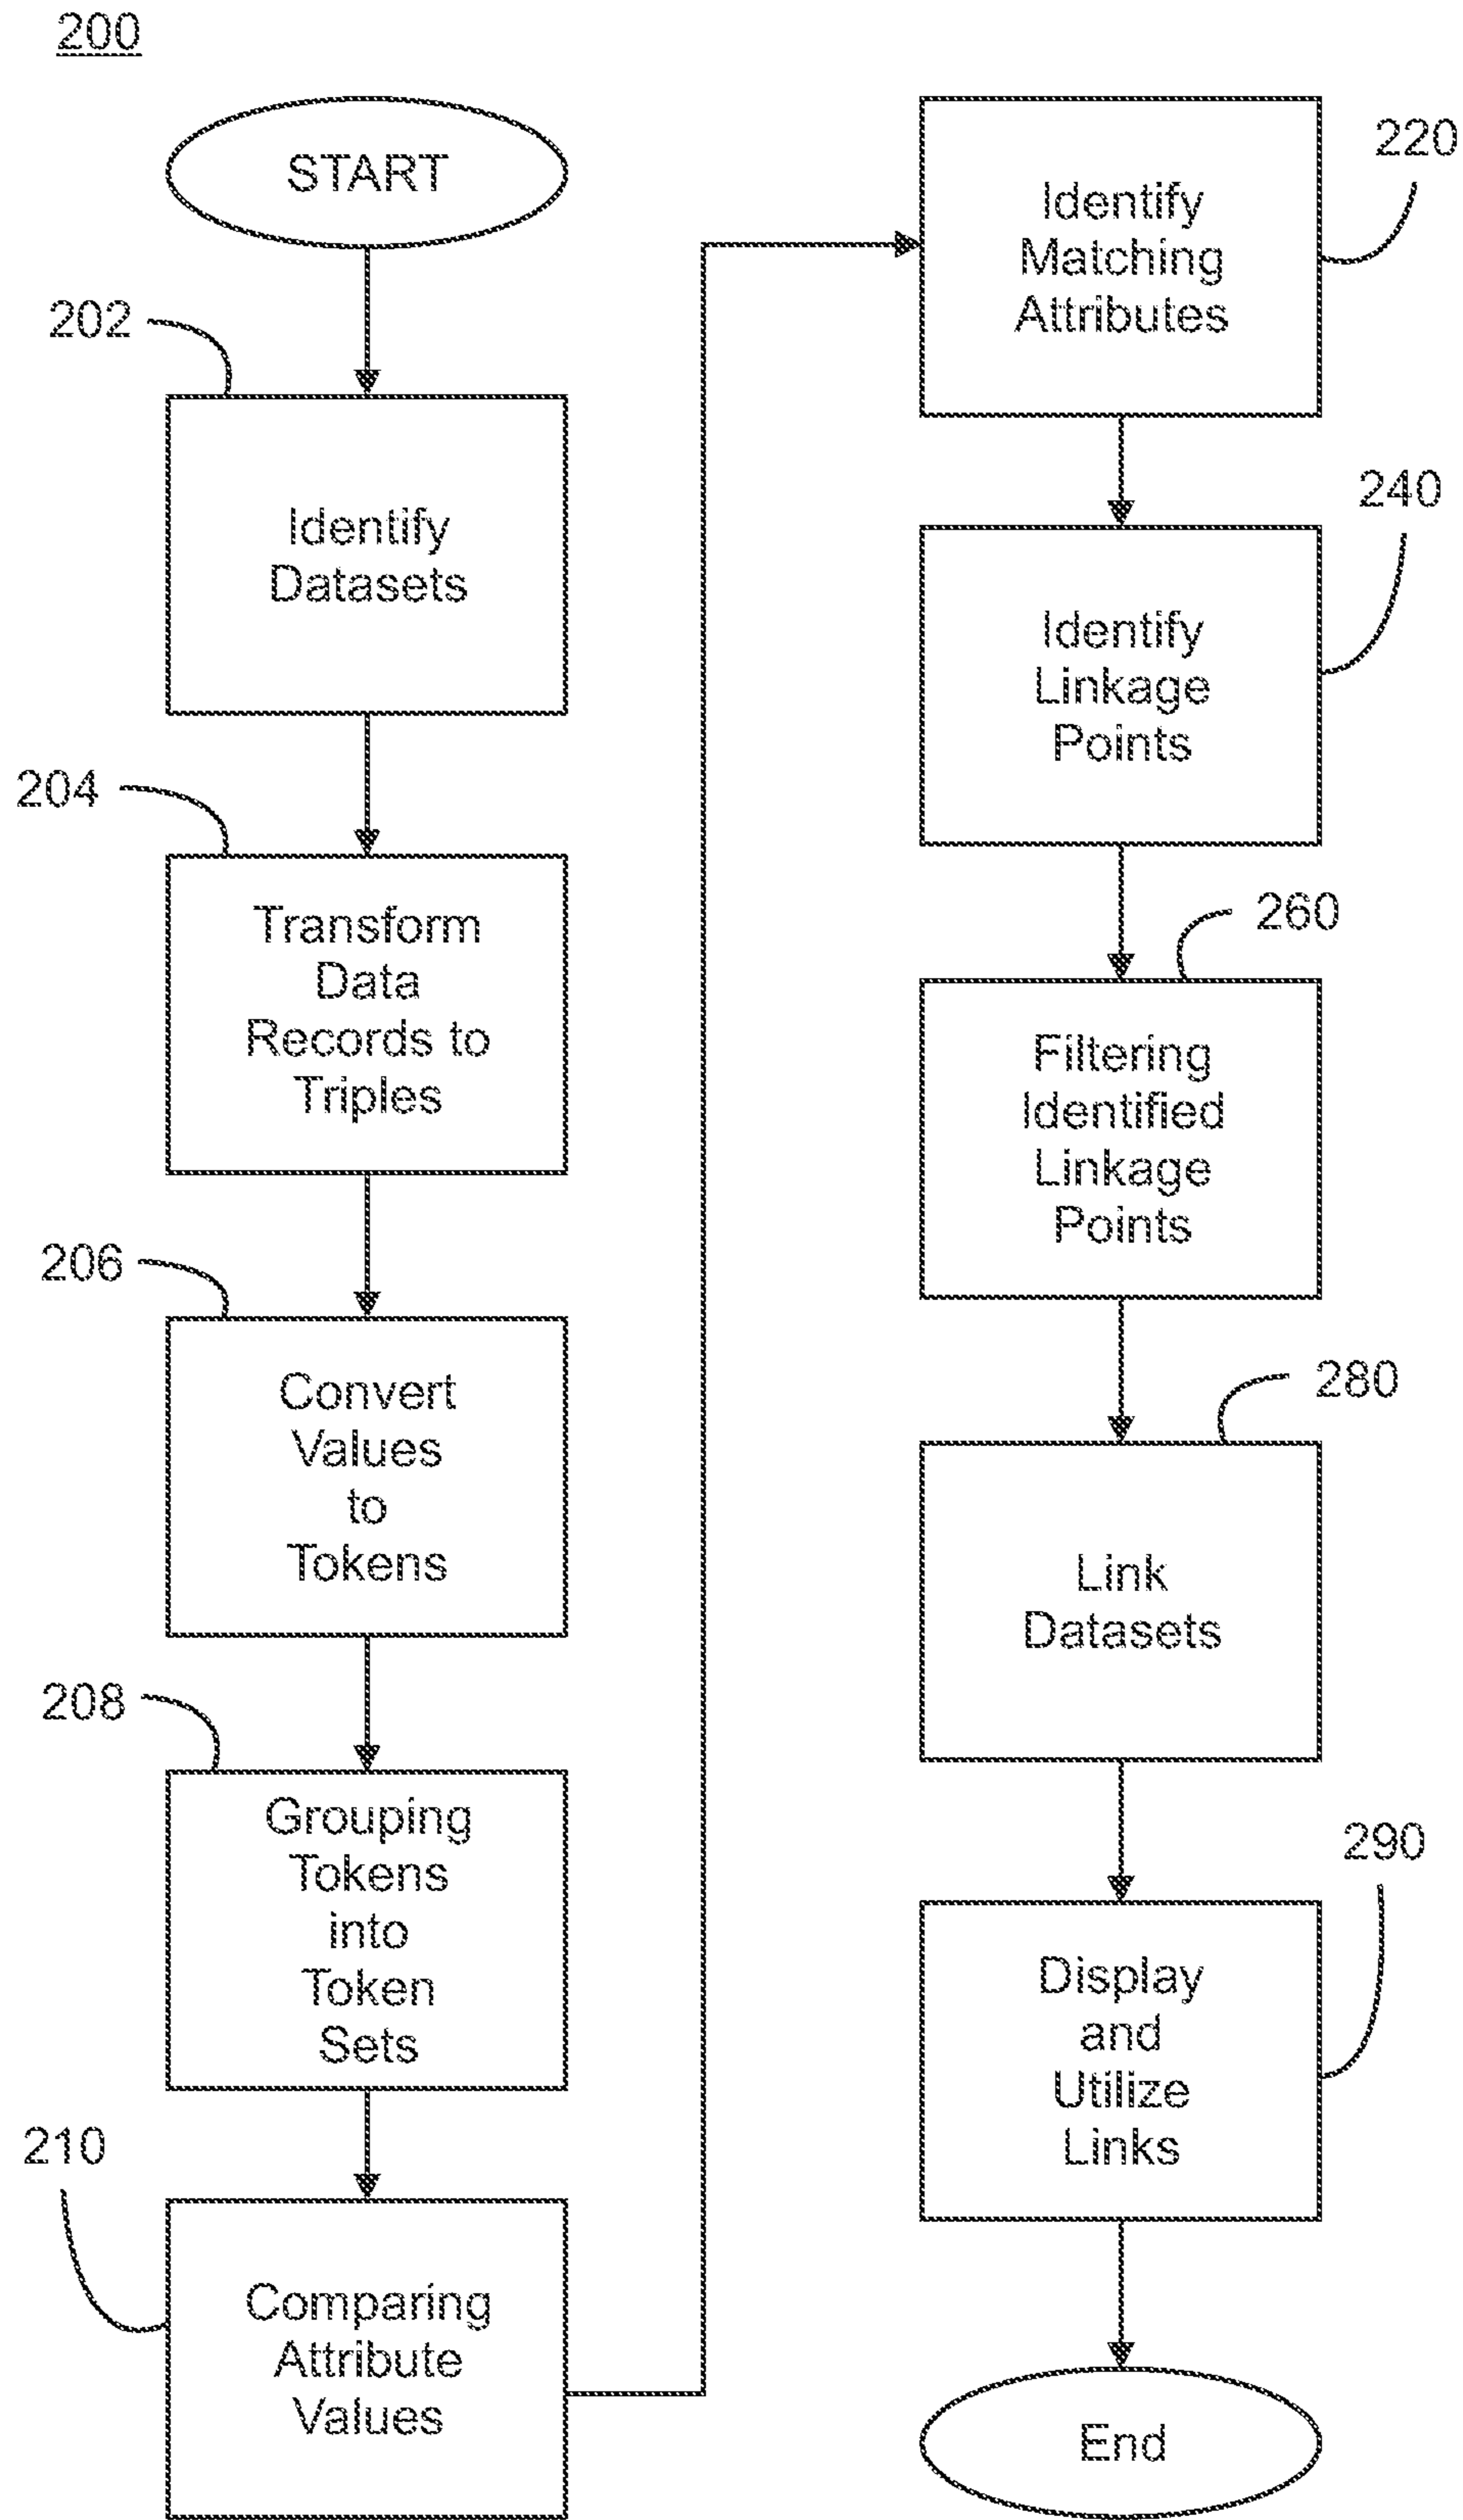 200
START
202
Identify
Datasets
204
Transform
Data
Records to
Triples
206
Convert
Values
to
Tokens
208
Grouping
Tokens
into
Token
Sets
210
Comparing
Attribute
Values
220
Identify
Matching
Attributes
240
Identify
Linkage
Points
260
Filtering
Identified
Linkage
Points
280
Link
Datasets
290
Display
and
Utilize
Links
End